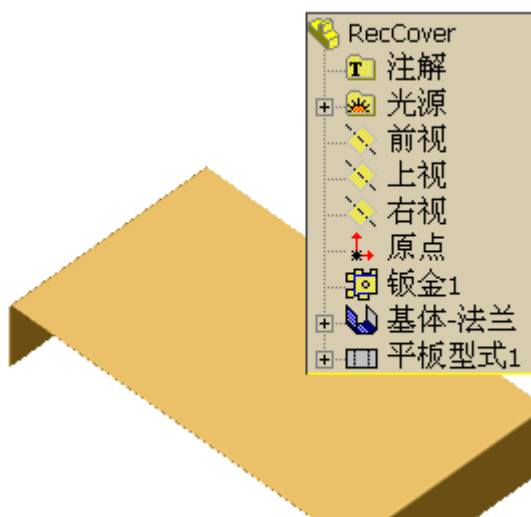 RecCover
注解
光源
前视
上视
右视
原点
钣金1
基体-法兰
平板型式1